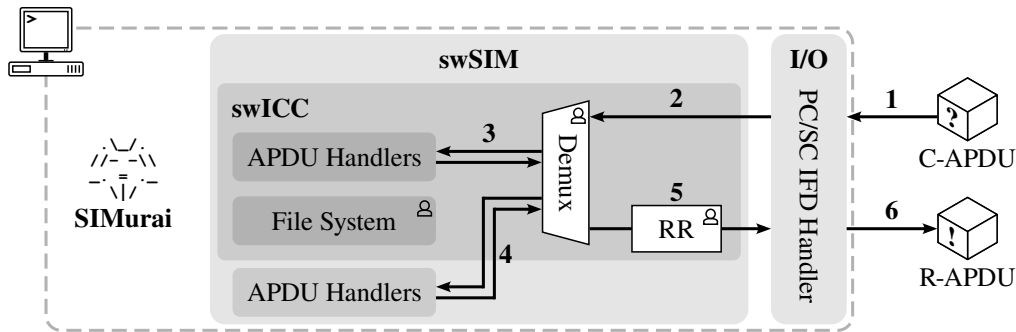 >_
swSIM
I/O
swICC
2
1
?
C-APDU
3
APDU Handlers
Demux
PC/SC IFD Handler
SIMurai
File System
5
RR
6
!
R-APDU
4
APDU Handlers